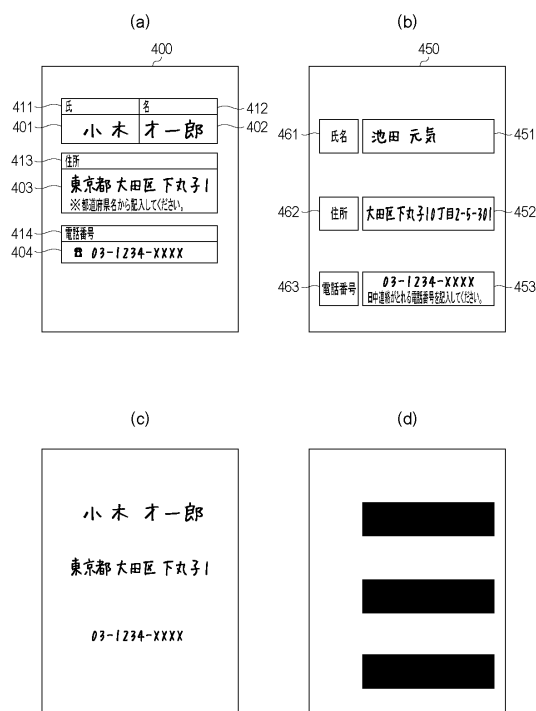 (a)
400
411 氏 名 412
401 小木 才一郎 402
413 住所
403 東京都大田区下丸子1
※都道府県名から記入してください。
414 電話番号
404 ☎ 03-1234-XXXX
(b)
450
461 氏名 池田 元気 451
462 住所 大田区下丸子10丁目2-5-301 452
463 電話番号 03-1234-XXXX 453
日中連絡がとれる電話番号を記入してください。
(c)
小木 才一郎
東京都大田区下丸子1
03-1234-XXXX
(d)